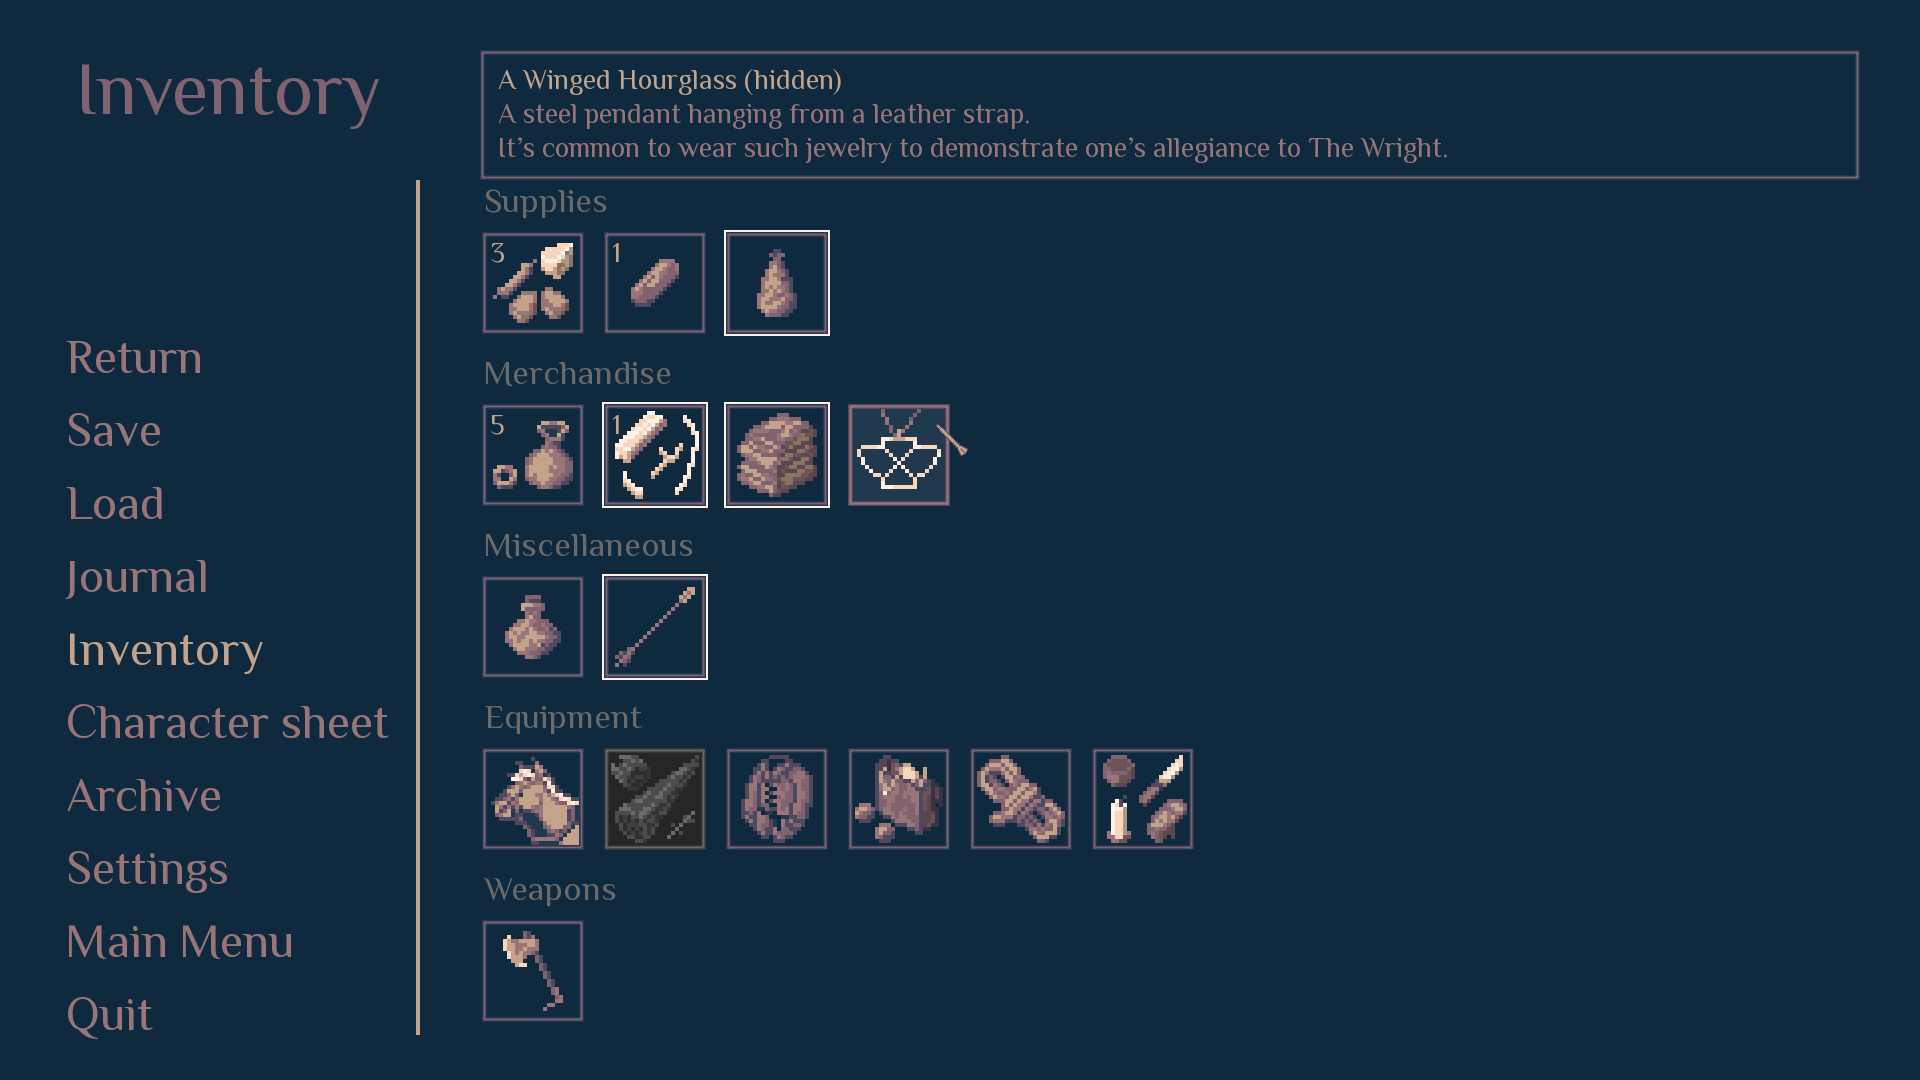 Inventory
A Winged Hourglass (hidden)
A steel pendant hanging from a leather strap.
It’s common to wear such jewelry to demonstrate one’s allegiance to The Wright.
Supplies
3
1
Merchandise
5
1
Miscellaneous
Equipment
Weapons
Return
Save
Load
Journal
Inventory
Character sheet
Archive
Settings
Main Menu
Quit